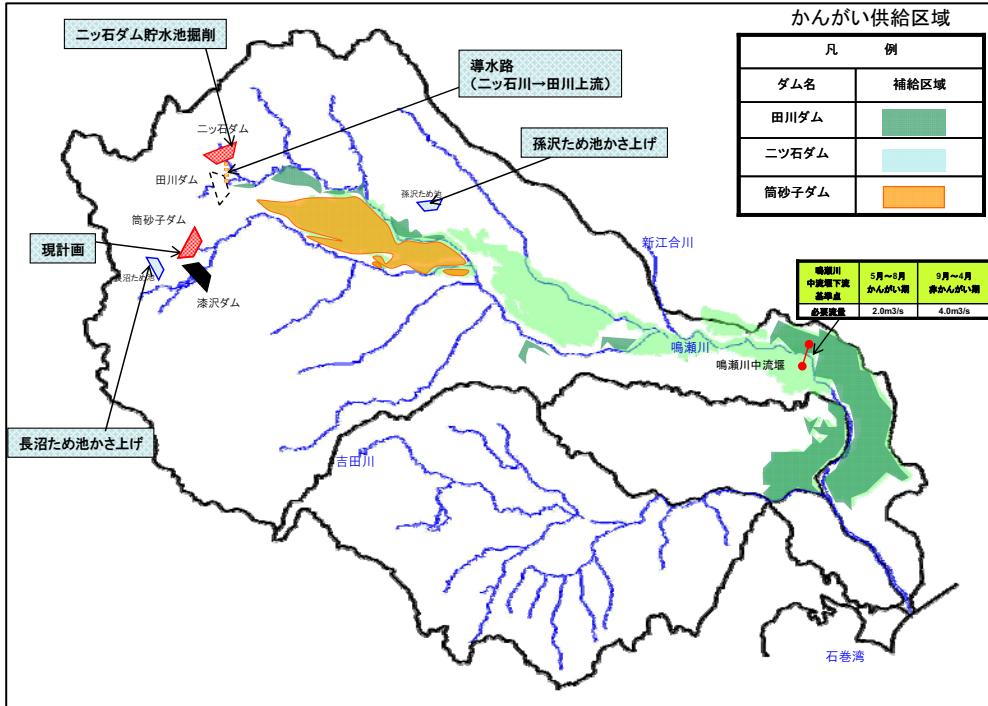 かんがい供給区域
凡 例
ダム名 補給区域
田川ダム
二ツ石ダム
筒砂子ダム
二ッ石ダム貯水池掘削
導水路
（二ッ石川→田川上流）
孫沢ため池かさ上げ
二ッ石ダム
田川ダム
孫沢ため池
筒砂子ダム
現計画
長沼ため池
漆沢ダム
新江合川
鳴瀬川
中流堰下流
基準点
5月～8月
かんがい期
9月～4月
非かんがい期
必要流量 2.0m3/s 4.0m3/s
鳴瀬川
鳴瀬川中流堰
長沼ため池かさ上げ
吉田川
石巻湾